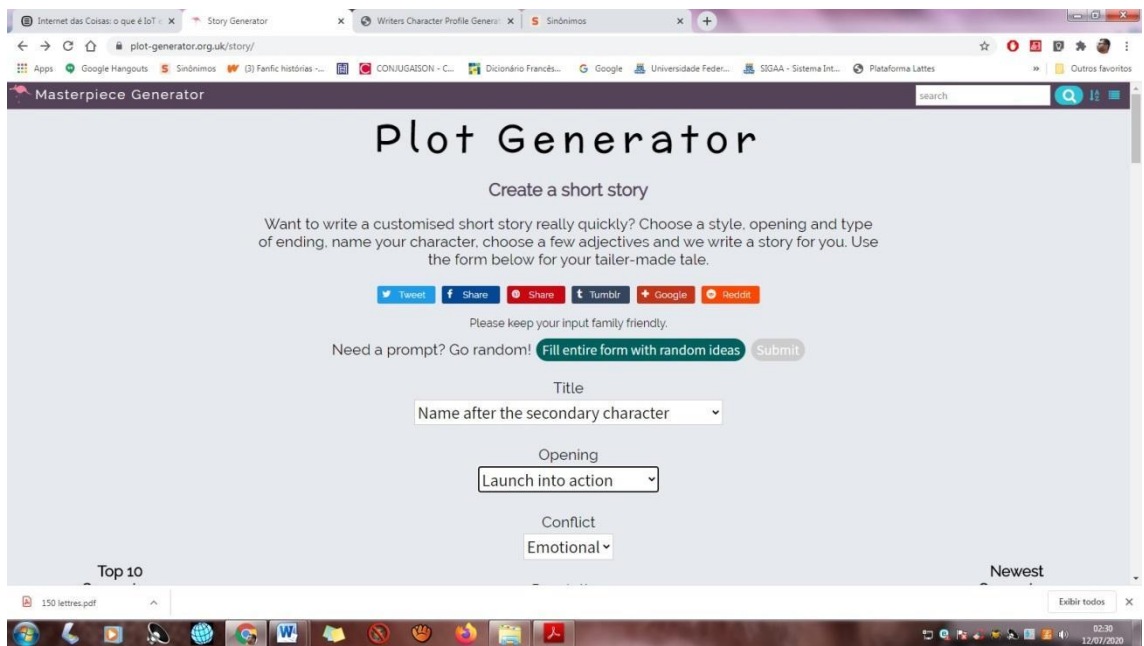 Internet das Coisas: o que é IoT e
Story Generator
Writers Character Profile Generat
S Sinónimos
plot-generator.org.uk/story/
Apps
Google Hangouts
S Sinónimos
(3) Fanfic histórias -...
CONJUGAISON - C...
Dicionário Francês...
G Google
Universidade Feder...
SIGAA - Sistema Int...
Plataforma Lattes
»
Outros favoritos
Masterpiece Generator
search
Plot Generator
Create a short story
Want to write a customised short story really quickly? Choose a style, opening and type
of ending, name your character, choose a few adjectives and we write a story for you. Use
the form below for your tailer-made tale.
Tweet
f Share
Share
t Tumblr
+ Google
Reddit
Please keep your input family friendly.
Need a prompt? Go random! Fill entire form with random ideas Submit
Title
Name after the secondary character
Opening
Launch into action
Conflict
Emotional
Top 10
Newest
150 lettres.pdf
Exibir todos
02:30
12/07/2020